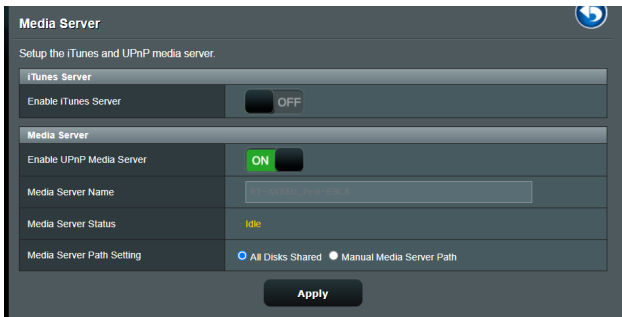 Media Server
Setup the iTunes and UPnP media server.
iTunes Server
Enable iTunes Server OFF
Media Server
Enable UPnP Media Server ON
Media Server Name
Media Server Status Idle
Media Server Path Setting All Disks Shared Manual Media Server Path
Apply